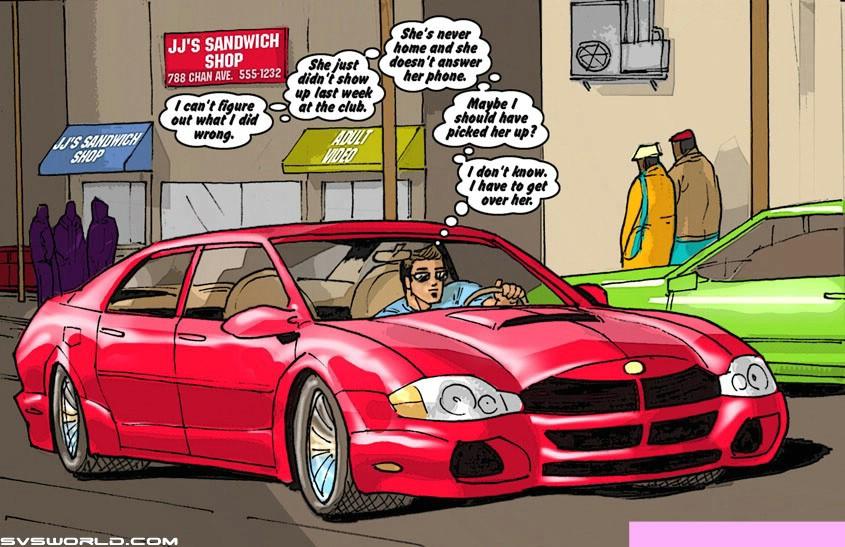 JJ'S SANDWICH
SHOP
788 CHAN AVE. 555-1232
JJ'S SANDWICH
SHOP
ADULT
VIDEO
I can't figure
out what I did
wrong.
She just
didn't show
up last week
at the club.
She's never
home and she
doesn't answer
her phone.
Maybe I
should have
picked her up?
I don't know.
I have to get
over her.
SVSWORLD.COM